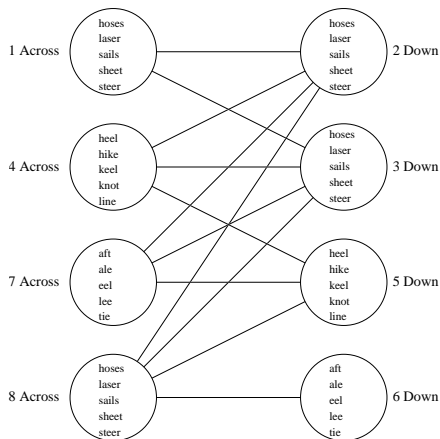 1 Across
hoses
laser
sails
sheet
steer
hoses
laser
sails
sheet
steer
2 Down
4 Across
heel
hike
keel
knot
line
hoses
laser
sails
sheet
steer
3 Down
7 Across
aft
ale
eel
lee
tie
heel
hike
keel
knot
line
5 Down
8 Across
hoses
laser
sails
sheet
steer
aft
ale
eel
lee
tie
6 Down